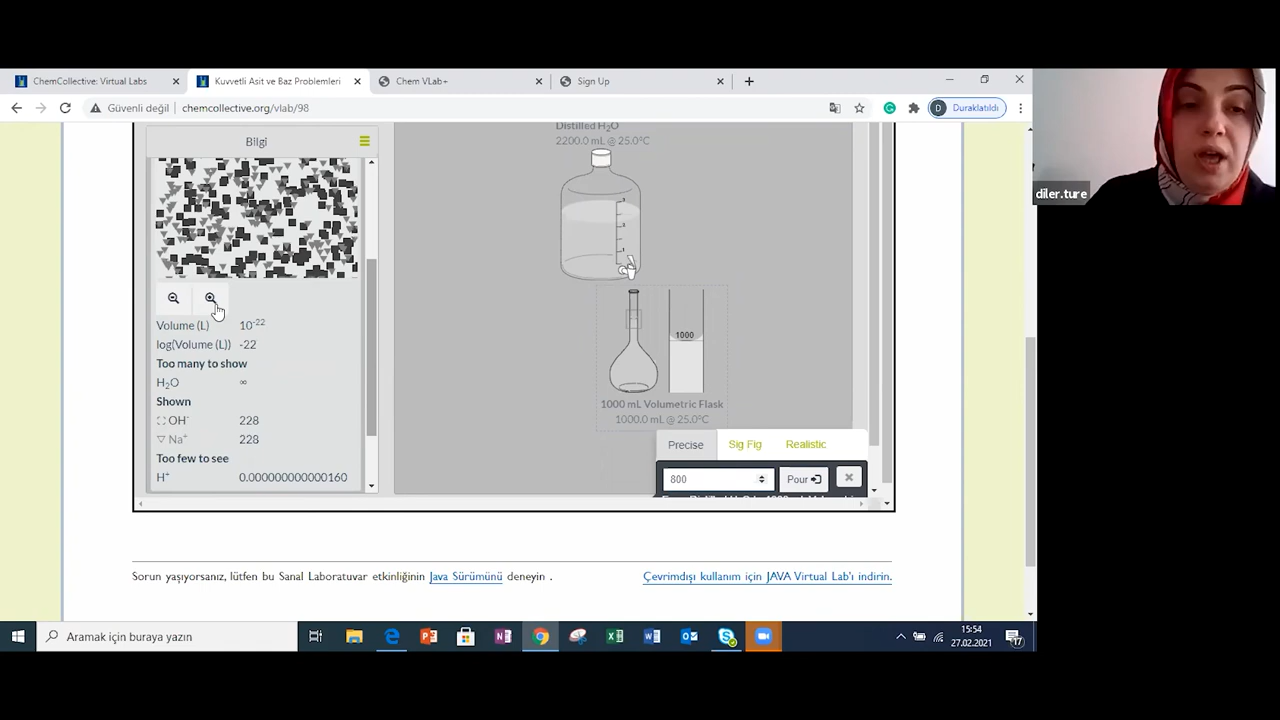 ChemCollective: Virtual Labs
Kuvvetli Asit ve Baz Problemleri
Chem VLab+
Sign Up
Güvenli değil
chemcollective.org/vlab/98
D
Duraklatıldı
diler.ture
Bilgi
Distilled H₂O
2200.0 mL @ 25.0°C
Volume (L) 10⁻²²
log(Volume (L)) -22
Too many to show
H₂O ∞
Shown
OH⁻ 228
Na⁺ 228
Too few to see
H⁺ 0.000000000000160
1000
1000 mL Volumetric Flask
1000.0 mL @ 25.0°C
Precise Sig Fig Realistic
800 Pour
Sorun yaşıyorsanız, lütfen bu Sanal Laboratuvar etkinliğinin Java Sürümünü deneyin .
Çevrimdışı kullanım için JAVA Virtual Lab'ı indirin.
Aramak için buraya yazın
15:54
27.02.2021
17